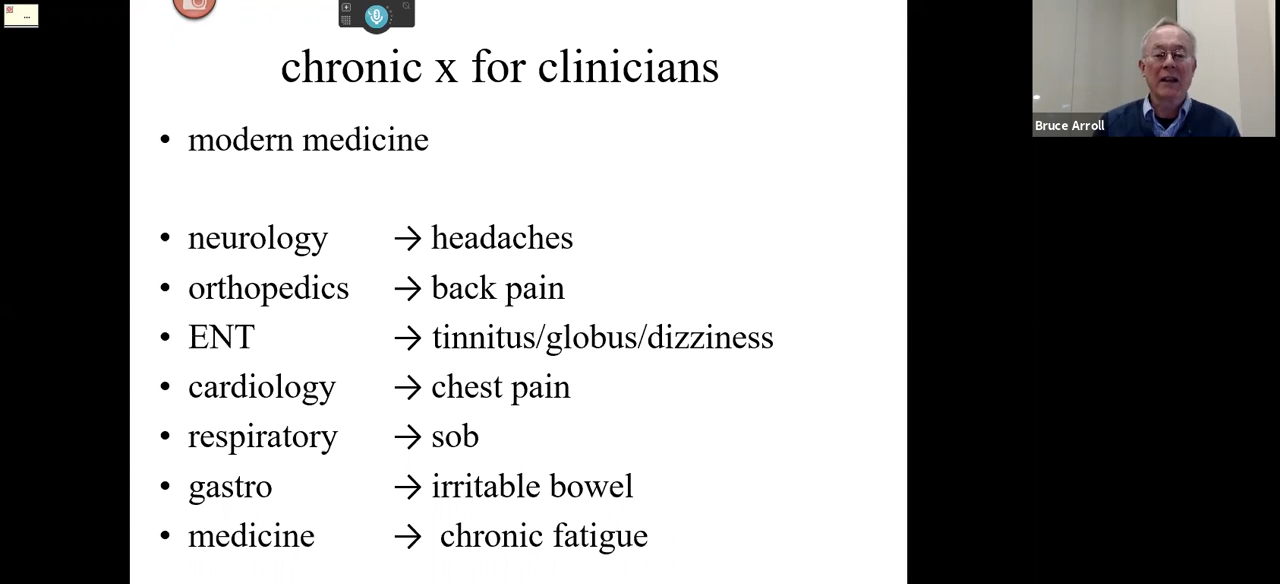 chronic x for clinicians
• modern medicine
• neurology → headaches
• orthopedics → back pain
• ENT → tinnitus/globus/dizziness
• cardiology → chest pain
• respiratory → sob
• gastro → irritable bowel
• medicine → chronic fatigue
Bruce Arroll